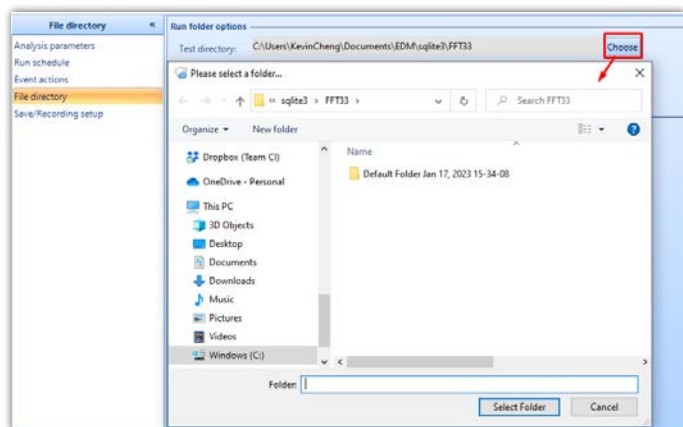 File directory «
Analysis parameters
Run schedule
Event actions
File directory
Save/Recording setup
Run folder options
Test directory: C:\Users\KevinCheng\Documents\EDM\sqlite3\FFT33 Choose
Please select a folder...
« sqlite3 > FFT33 >
Search FFT33
Organize
New folder
Dropbox (Team CI)
OneDrive - Personal
This PC
3D Objects
Desktop
Documents
Downloads
Music
Pictures
Videos
Windows (C:)
Name
Default Folder Jan 17, 2023 15-34-08
Folder:
Select Folder
Cancel